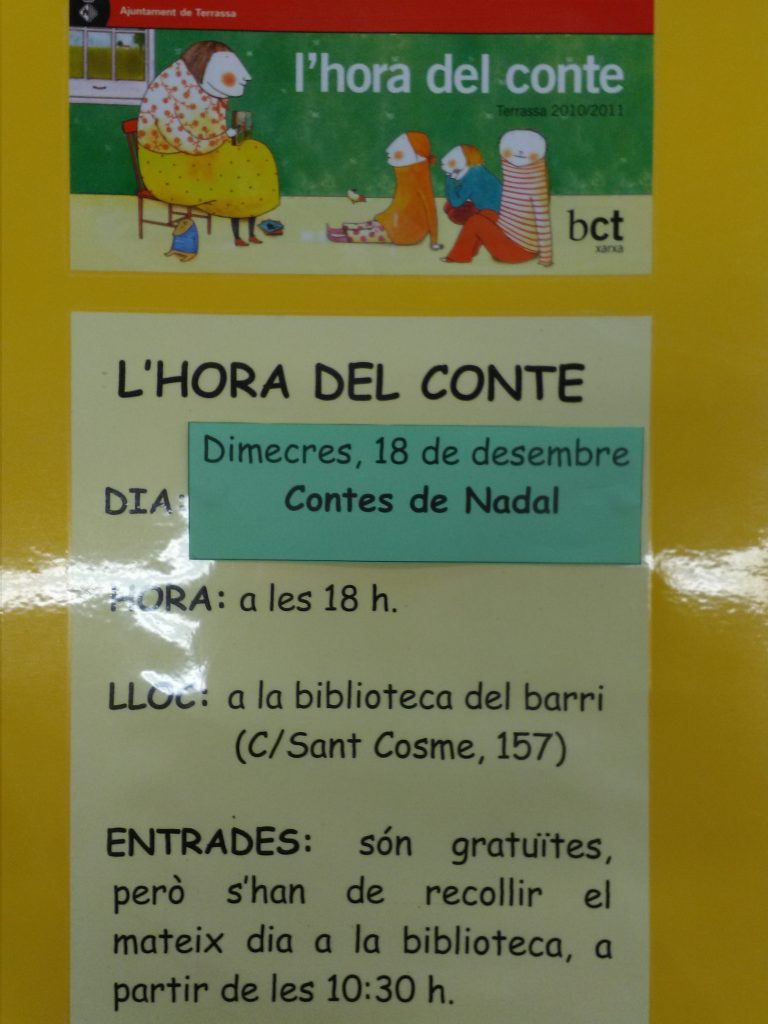 Ajuntament de Terrassa
l'hora del conte
Terrassa 2010/2011
bct
xarxa
L'HORA DEL CONTE
Dimecres, 18 de desembre
DIA: Contes de Nadal
HORA: a les 18 h.
LLOC: a la biblioteca del barri
(C/Sant Cosme, 157)
ENTRADES: són gratuïtes,
però s'han de recollir el
mateix dia a la biblioteca, a
partir de les 10:30 h.